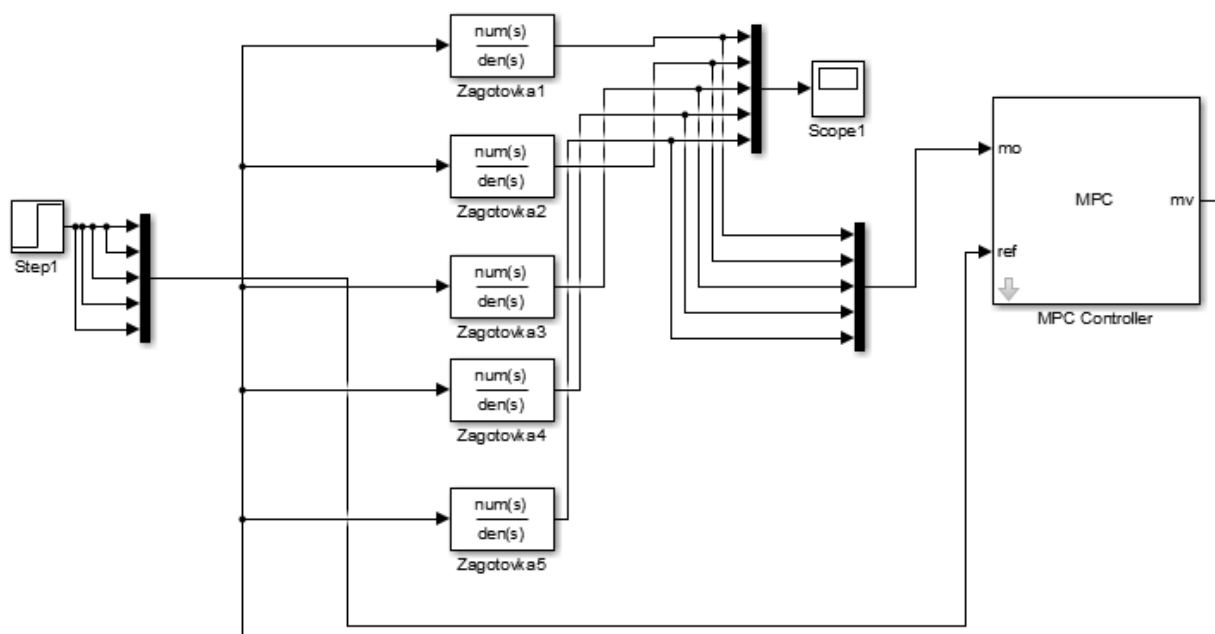 num(s)
den(s)
Zagotovka1
Scope1
num(s)
den(s)
Zagotovka2
Step1
num(s)
den(s)
Zagotovka3
num(s)
den(s)
Zagotovka4
num(s)
den(s)
Zagotovka5
mo
MPC
mv
ref
MPC Controller